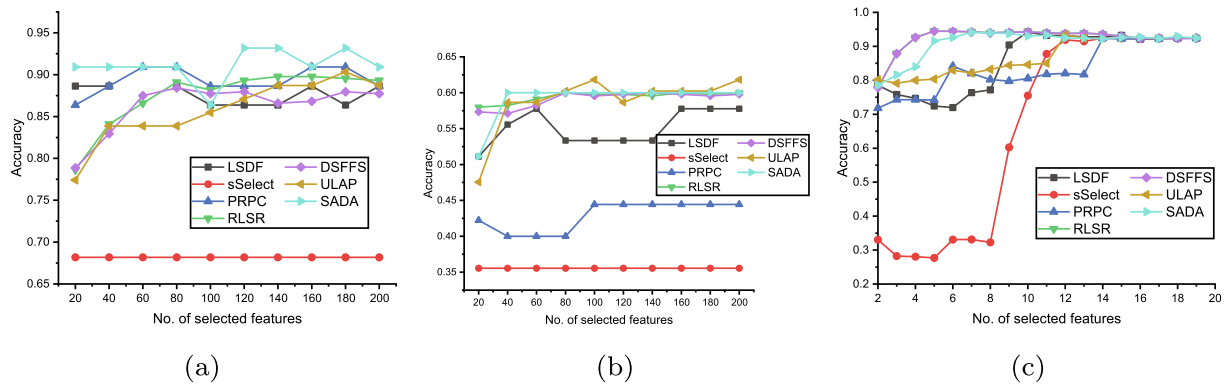 0.95
0.90
0.85
0.80
0.75
0.70
0.65
Accuracy
20 40 60 80 100 120 140 160 180 200
No. of selected features
LSDF DSFFS
sSelect ULAP
PRPC SADA
RLSR
(a)
0.65
0.60
0.55
0.50
0.45
0.40
0.35
Accuracy
20 40 60 80 100 120 140 160 180 200
No. of selected features
LSDF DSFFS
sSelect ULAP
PRPC SADA
RLSR
(b)
1.0
0.9
0.8
0.7
0.6
0.5
0.4
0.3
0.2
Accuracy
2 4 6 8 10 12 14 16 18 20
No. of selected features
LSDF DSFFS
sSelect ULAP
PRPC SADA
RLSR
(c)